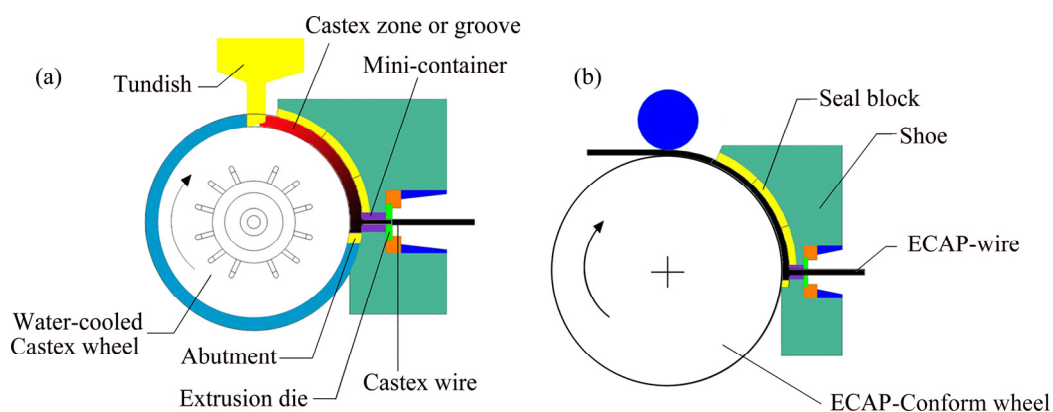 (a)
Castex zone or groove
Mini-container
Tundish
Water-cooled
Castex wheel
Abutment
Extrusion die
Castex wire
(b)
Seal block
Shoe
ECAP-wire
ECAP-Conform wheel